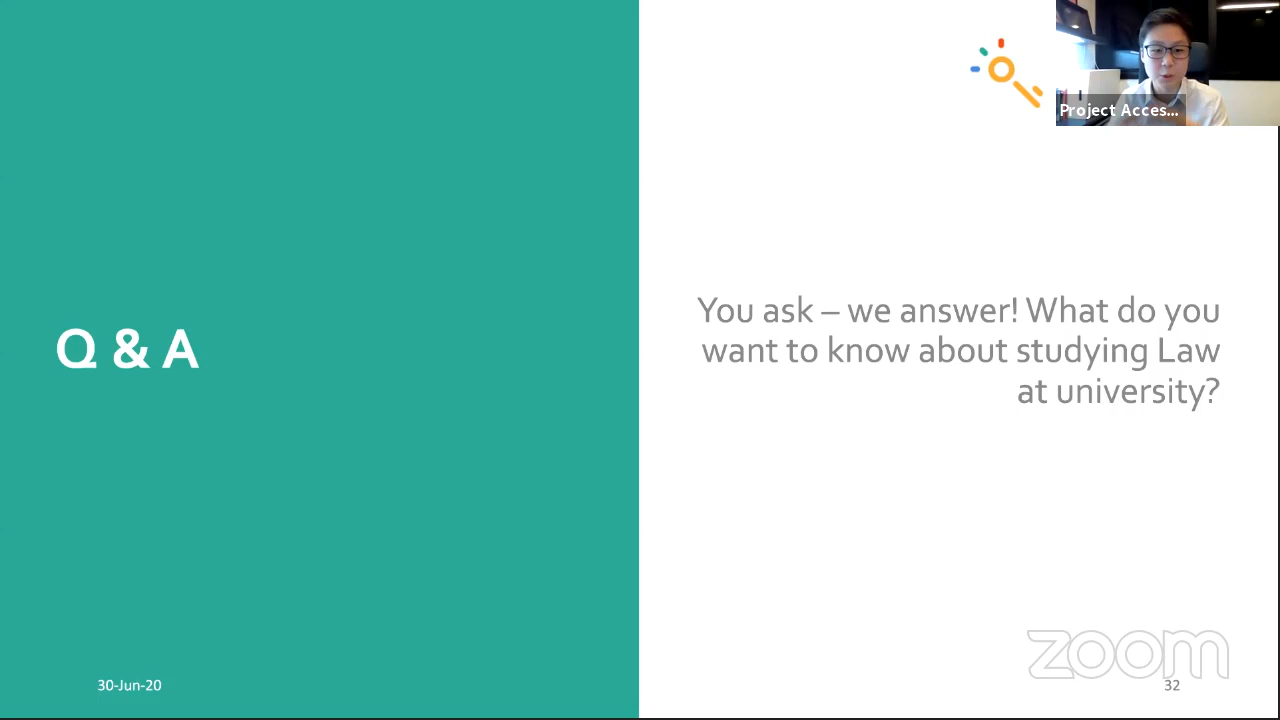 Project Acces...
Q & A
You ask – we answer! What do you
want to know about studying Law
at university?
zoom
30-Jun-20
32